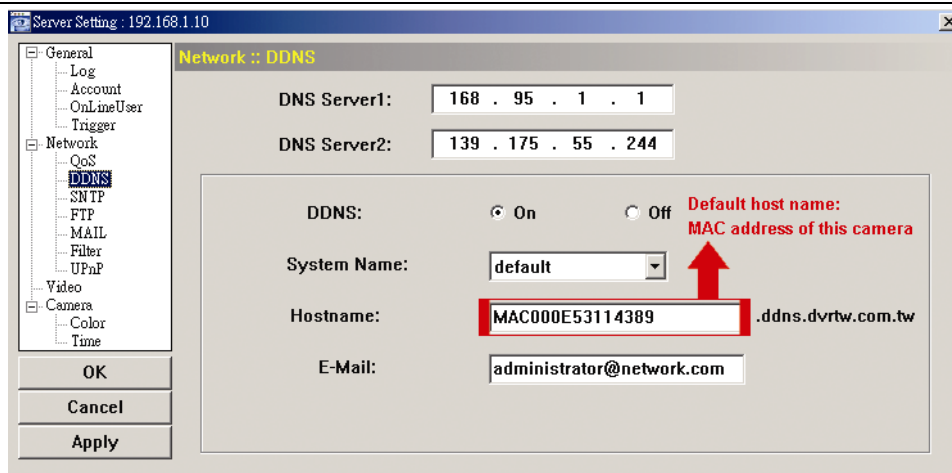 Server Setting : 192.168.1.10
General
Log
Account
OnLineUser
Trigger
Network
QoS
DDNS
SNTP
FTP
MAIL
Filter
UPnP
Video
Camera
Color
Time
OK
Cancel
Apply
Network :: DDNS
DNS Server1: 168 . 95 . 1 . 1
DNS Server2: 139 . 175 . 55 . 244
DDNS: On Off
Default host name:
MAC address of this camera
System Name: default
Hostname: MAC000E53114389 .ddns.dvrtw.com.tw
E-Mail: administrator@network.com